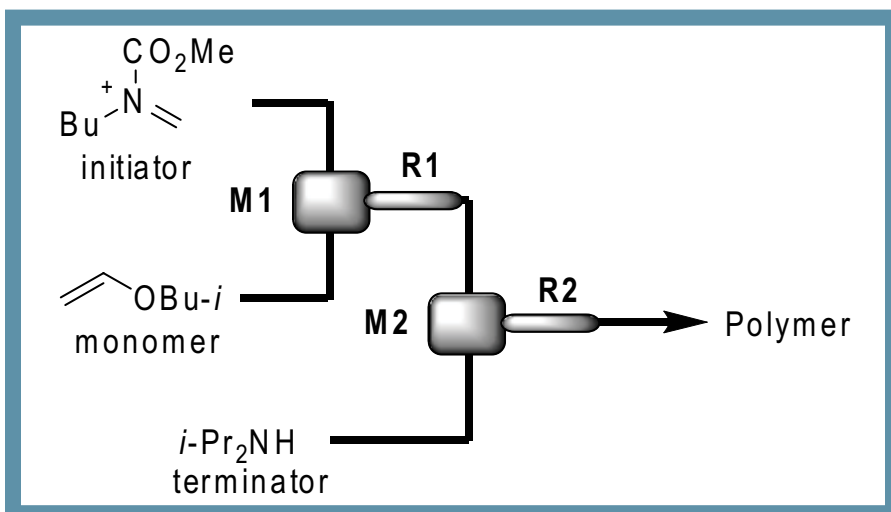 CO2Me
+
N
Bu
initiator
R1
M1
OBu-i
monomer
R2
M2
Polymer
i-Pr2NH
terminator